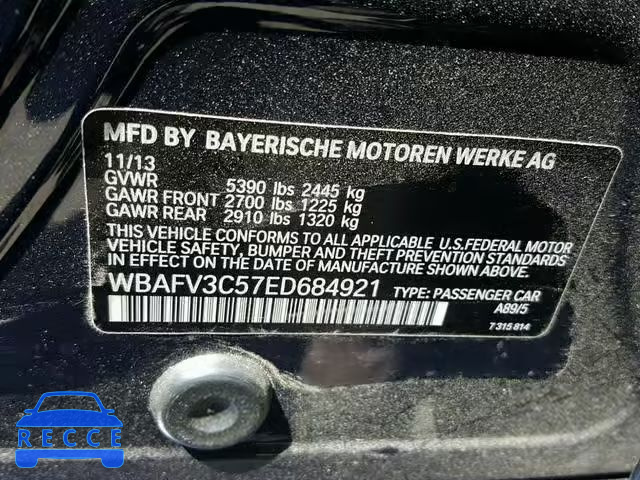 MFD BY BAYERISCHE MOTOREN WERKE AG
11/13
GVWR 5390 lbs 2445 kg
GAWR FRONT 2700 lbs 1225 kg
GAWR REAR 2910 lbs 1320 kg
THIS VEHICLE CONFORMS TO ALL APPLICABLE U.S.FEDERAL MOTOR
VEHICLE SAFETY, BUMPER AND THEFT PREVENTION STANDARDS
IN EFFECT ON THE DATE OF MANUFACTURE SHOWN ABOVE.
WBAFV3C57ED684921 TYPE: PASSENGER CAR
A89/5
7 315 814
RECCE